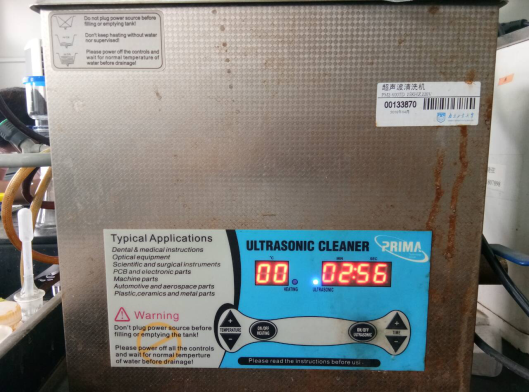 Do not plug power source before
filling or emptying tank!
Don't keep heating without water
nor supervised!
Please power off the controls and
wait for normal temperature of
water before drainage!
超声波清洗机
00133870
Typical Applications
Dental & medical instructions
Optical equipment
Scientific and surgical instruments
PCB and electronic parts
Machine parts
Automotive and aerospace parts
Plastic,ceramics and metal parts
Warning
Don't plug power source before
filling or emptying the tank!
Please power off all the controls
and wait for normal temperture
of water before drainage!
ULTRASONIC CLEANER
PRIMA
°C
MIN
SEC
00
02:56
HEATING
ULTRASONIC
+
TEMPERATURE
-
ON/OFF
HEATING
ON/OFF
ULTRASONIC
+
TIME
-
Please read the instructions before use!